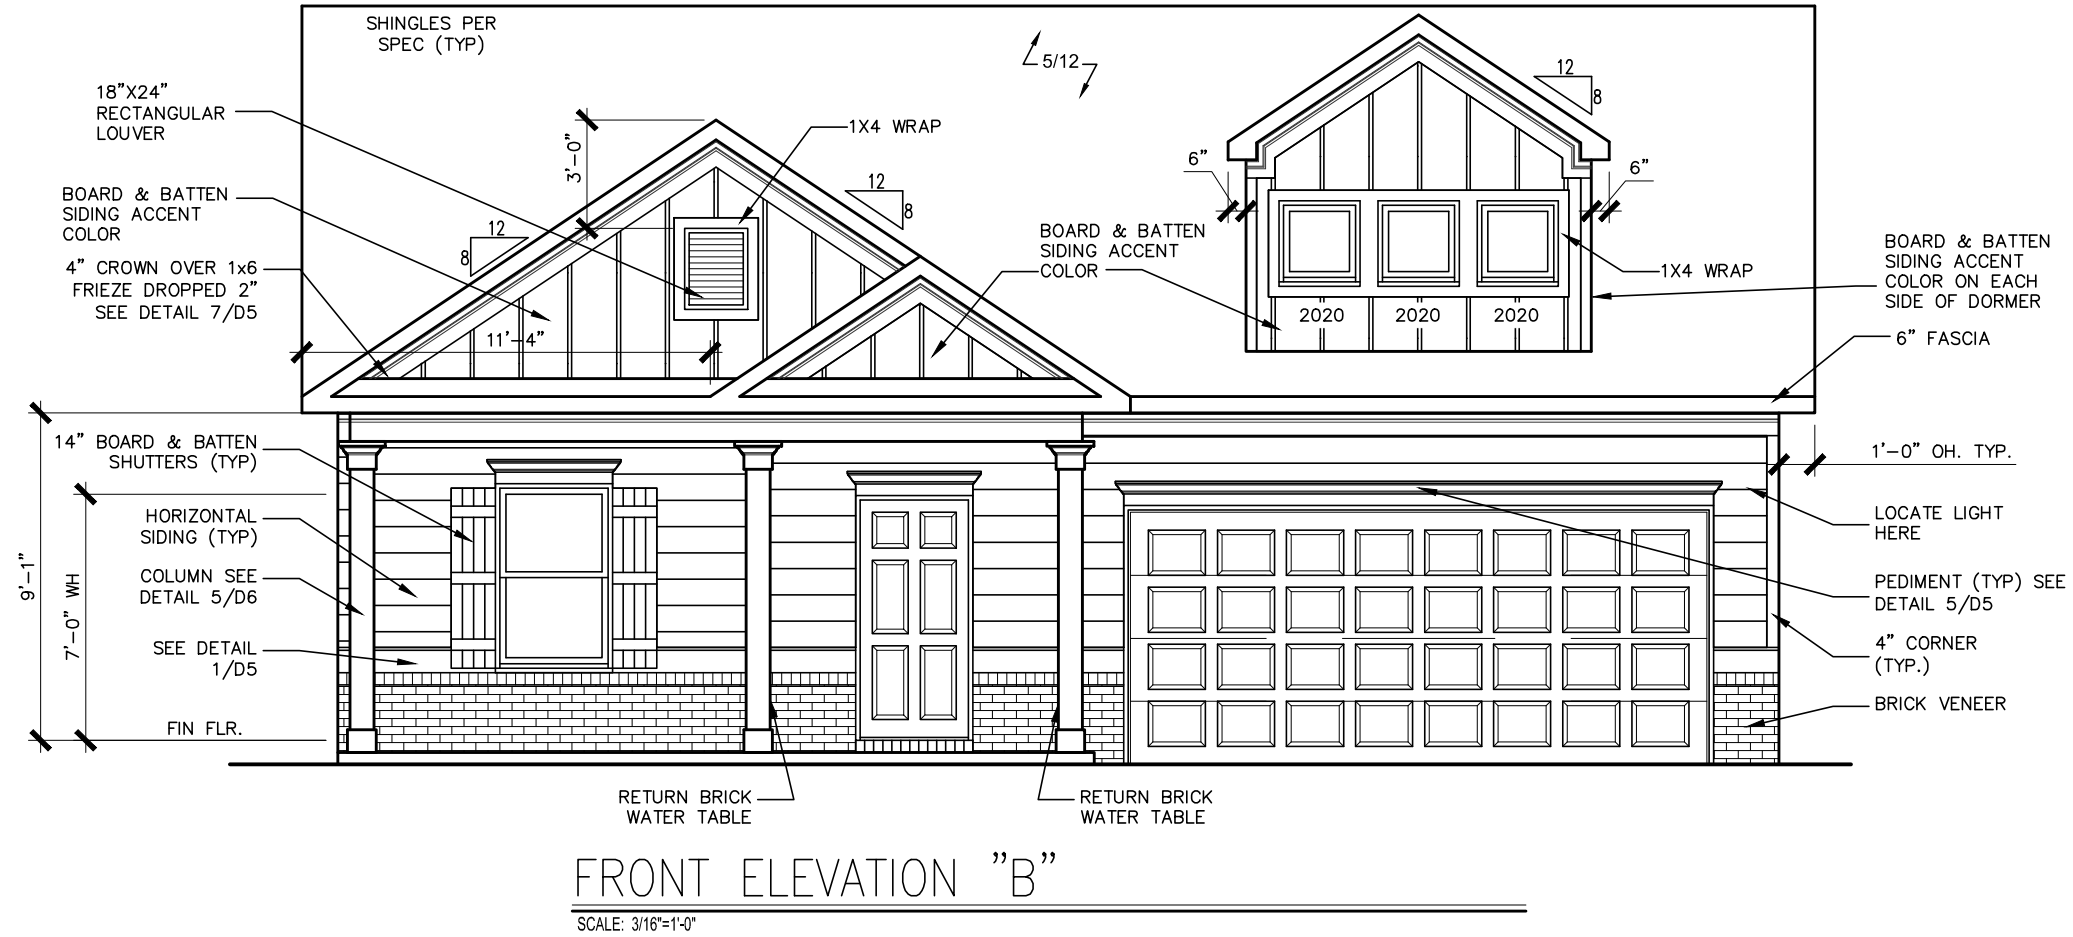 SHINGLES PER
SPEC (TYP)
5/12
12
8
18”X24”
RECTANGULAR
LOUVER
1X4 WRAP
3’-0”
6”
6”
BOARD & BATTEN
SIDING ACCENT
COLOR
12
8
12
8
BOARD & BATTEN
SIDING ACCENT
COLOR
BOARD & BATTEN
SIDING ACCENT
COLOR ON EACH
SIDE OF DORMER
1X4 WRAP
4” CROWN OVER 1x6
FRIEZE DROPPED 2”
SEE DETAIL 7/D5
2020
2020
2020
11’-4”
6” FASCIA
14” BOARD & BATTEN
SHUTTERS (TYP)
1’-0” OH. TYP.
HORIZONTAL
SIDING (TYP)
LOCATE LIGHT
HERE
9’-1”
7’-0” WH
COLUMN SEE
DETAIL 5/D6
PEDIMENT (TYP) SEE
DETAIL 5/D5
SEE DETAIL
1/D5
4” CORNER
(TYP.)
BRICK VENEER
FIN FLR.
RETURN BRICK
WATER TABLE
RETURN BRICK
WATER TABLE
FRONT ELEVATION ”B”
SCALE: 3/16"=1'-0"